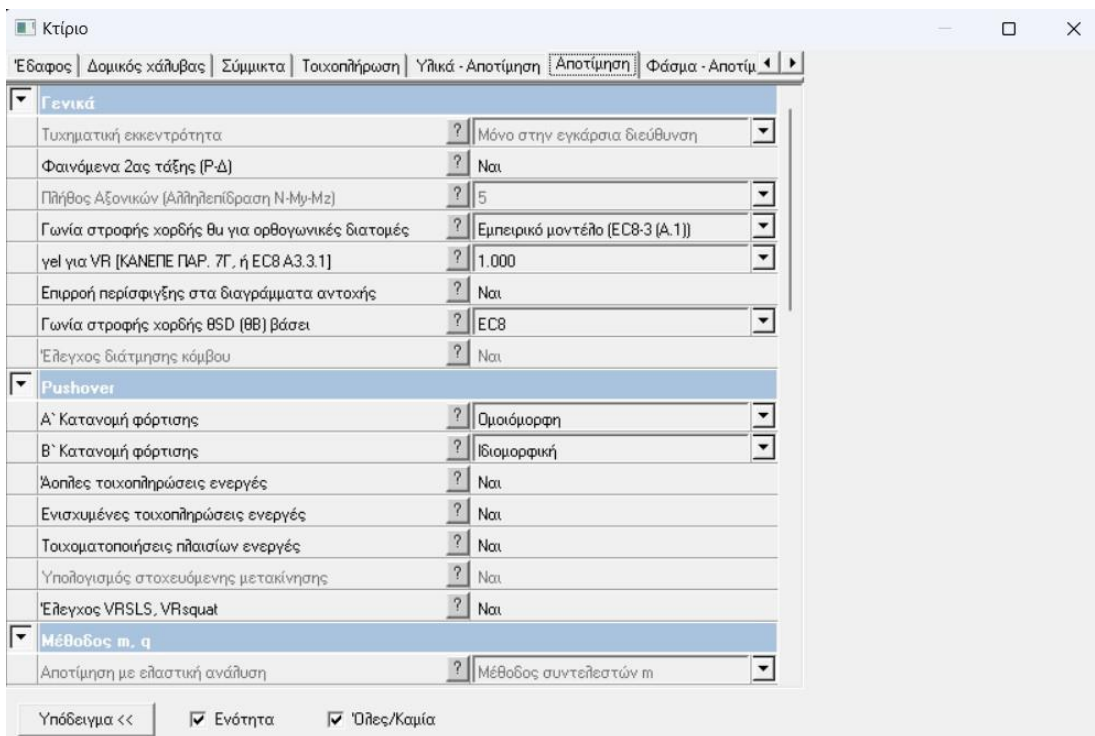 Κτίριο
Έδαφος Δομικός χάλυβας Σύμμικτα Τοιχοπλήρωση Υλικά - Αποτίμηση Αποτίμηση Φάσμα - Αποτίμ
Γενικά
Τυχηματική εκκεντρότητα ? Μόνο στην εγκάρσια διεύθυνση
Φαινόμενα 2ας τάξης (P-Δ) ? Ναι
Πλήθος Αξονικών (Αλληλεπίδραση N-My-Mz) ? 5
Γωνία στροφής χορδής θu για ορθογωνικές διατομές ? Εμπειρικό μοντέλο (EC8-3 (A.1))
γel για VR [ΚΑΝΕΠΕ ΠΑΡ. 7Γ, ή EC8 A3.3.1] ? 1.000
Επιρροή περίσφιγξης στα διαγράμματα αντοχής ? Ναι
Γωνία στροφής χορδής θSD (θΒ) βάσει ? EC8
Έλεγχος διάτμησης κόμβου ? Ναι
Pushover
Α` Κατανομή φόρτισης ? Ομοιόμορφη
Β` Κατανομή φόρτισης ? Ιδιομορφική
Άοπλες τοιχοπληρώσεις ενεργές ? Ναι
Ενισχυμένες τοιχοπληρώσεις ενεργές ? Ναι
Τοιχοματοποιήσεις πλαισίων ενεργές ? Ναι
Υπολογισμός στοχευόμενης μετακίνησης ? Ναι
Έλεγχος VRSLS, VRsquat ? Ναι
Μέθοδος m, q
Αποτίμηση με ελαστική ανάλυση ? Μέθοδος συντελεστών m
Υπόδειγμα << Ενότητα Όλες/Καμία